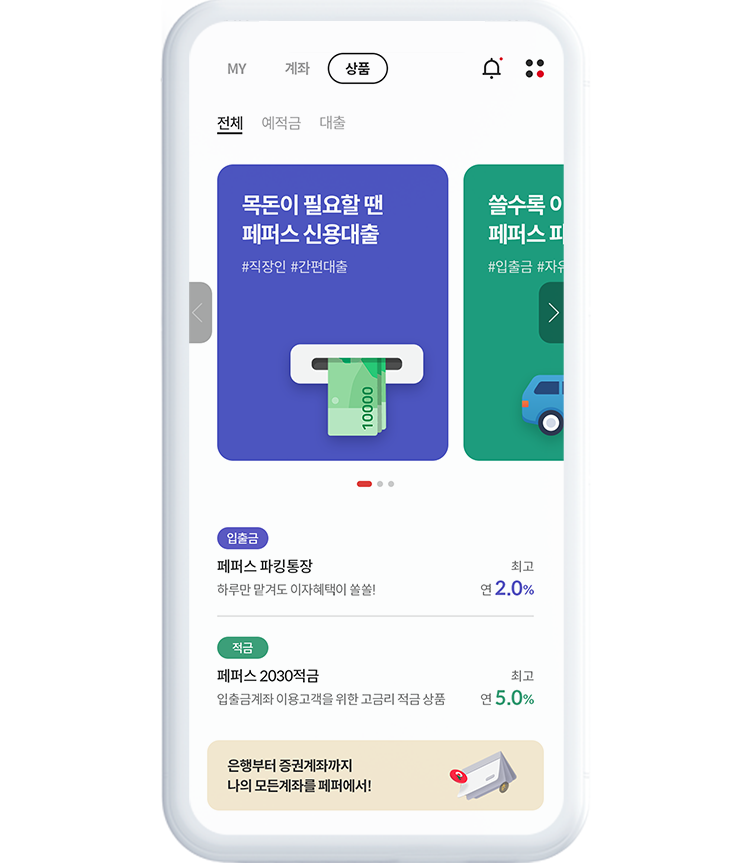 MY 계좌 상품
전체 예적금 대출
목돈이 필요할 땐
페퍼스 신용대출
#직장인 #간편대출
10000
쓸수록
페퍼스
#입출금
입출금
페퍼스 파킹통장
하루만 맡겨도 이자혜택이 쏠쏠!
최고
연 2.0%
적금
페퍼스 2030적금
입출금계좌 이용고객을 위한 고금리 적금 상품
최고
연 5.0%
은행부터 증권계좌까지
나의 모든계좌를 페퍼에서!